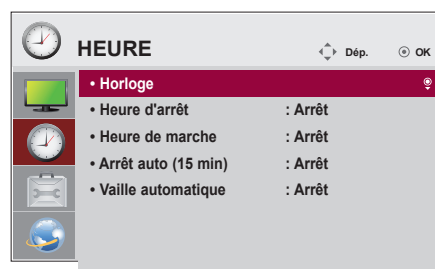 HEURE Dép. OK
• Horloge
• Heure d'arrêt : Arrêt
• Heure de marche : Arrêt
• Arrêt auto (15 min) : Arrêt
• Vaille automatique : Arrêt